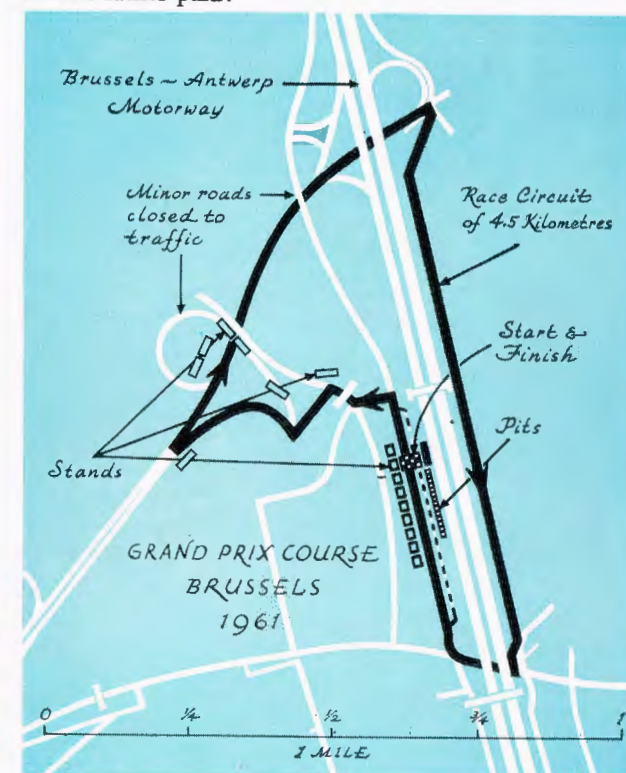 Brussels ~ Antwerp
Motorway
Minor roads
closed to
traffic
Race Circuit
of 4.5 Kilometres
Start &
Finish
Pits
Stands
GRAND PRIX COURSE
BRUSSELS
1961
0 1/4 1/2 3/4 1
1 MILE